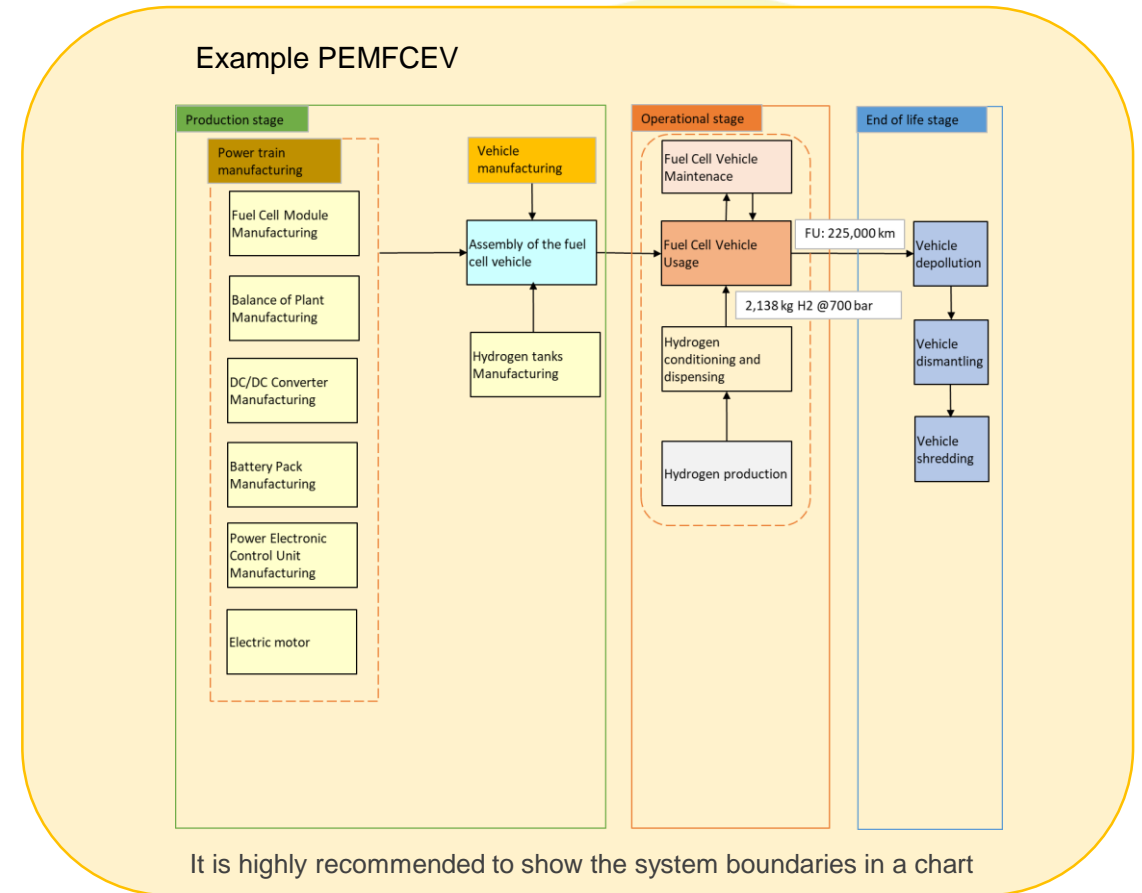 Example PEMFCEV
Production stage
Power train
manufacturing
Fuel Cell Module
Manufacturing
Balance of Plant
Manufacturing
DC/DC Converter
Manufacturing
Battery Pack
Manufacturing
Power Electronic
Control Unit
Manufacturing
Electric motor
Vehicle
manufacturing
Assembly of the fuel
cell vehicle
Hydrogen tanks
Manufacturing
Operational stage
Fuel Cell Vehicle
Maintenace
Fuel Cell Vehicle
Usage
FU: 225,000 km
2,138 kg H2 @700 bar
Hydrogen
conditioning and
dispensing
Hydrogen production
End of life stage
Vehicle
depollution
Vehicle
dismantling
Vehicle
shredding
It is highly recommended to show the system boundaries in a chart